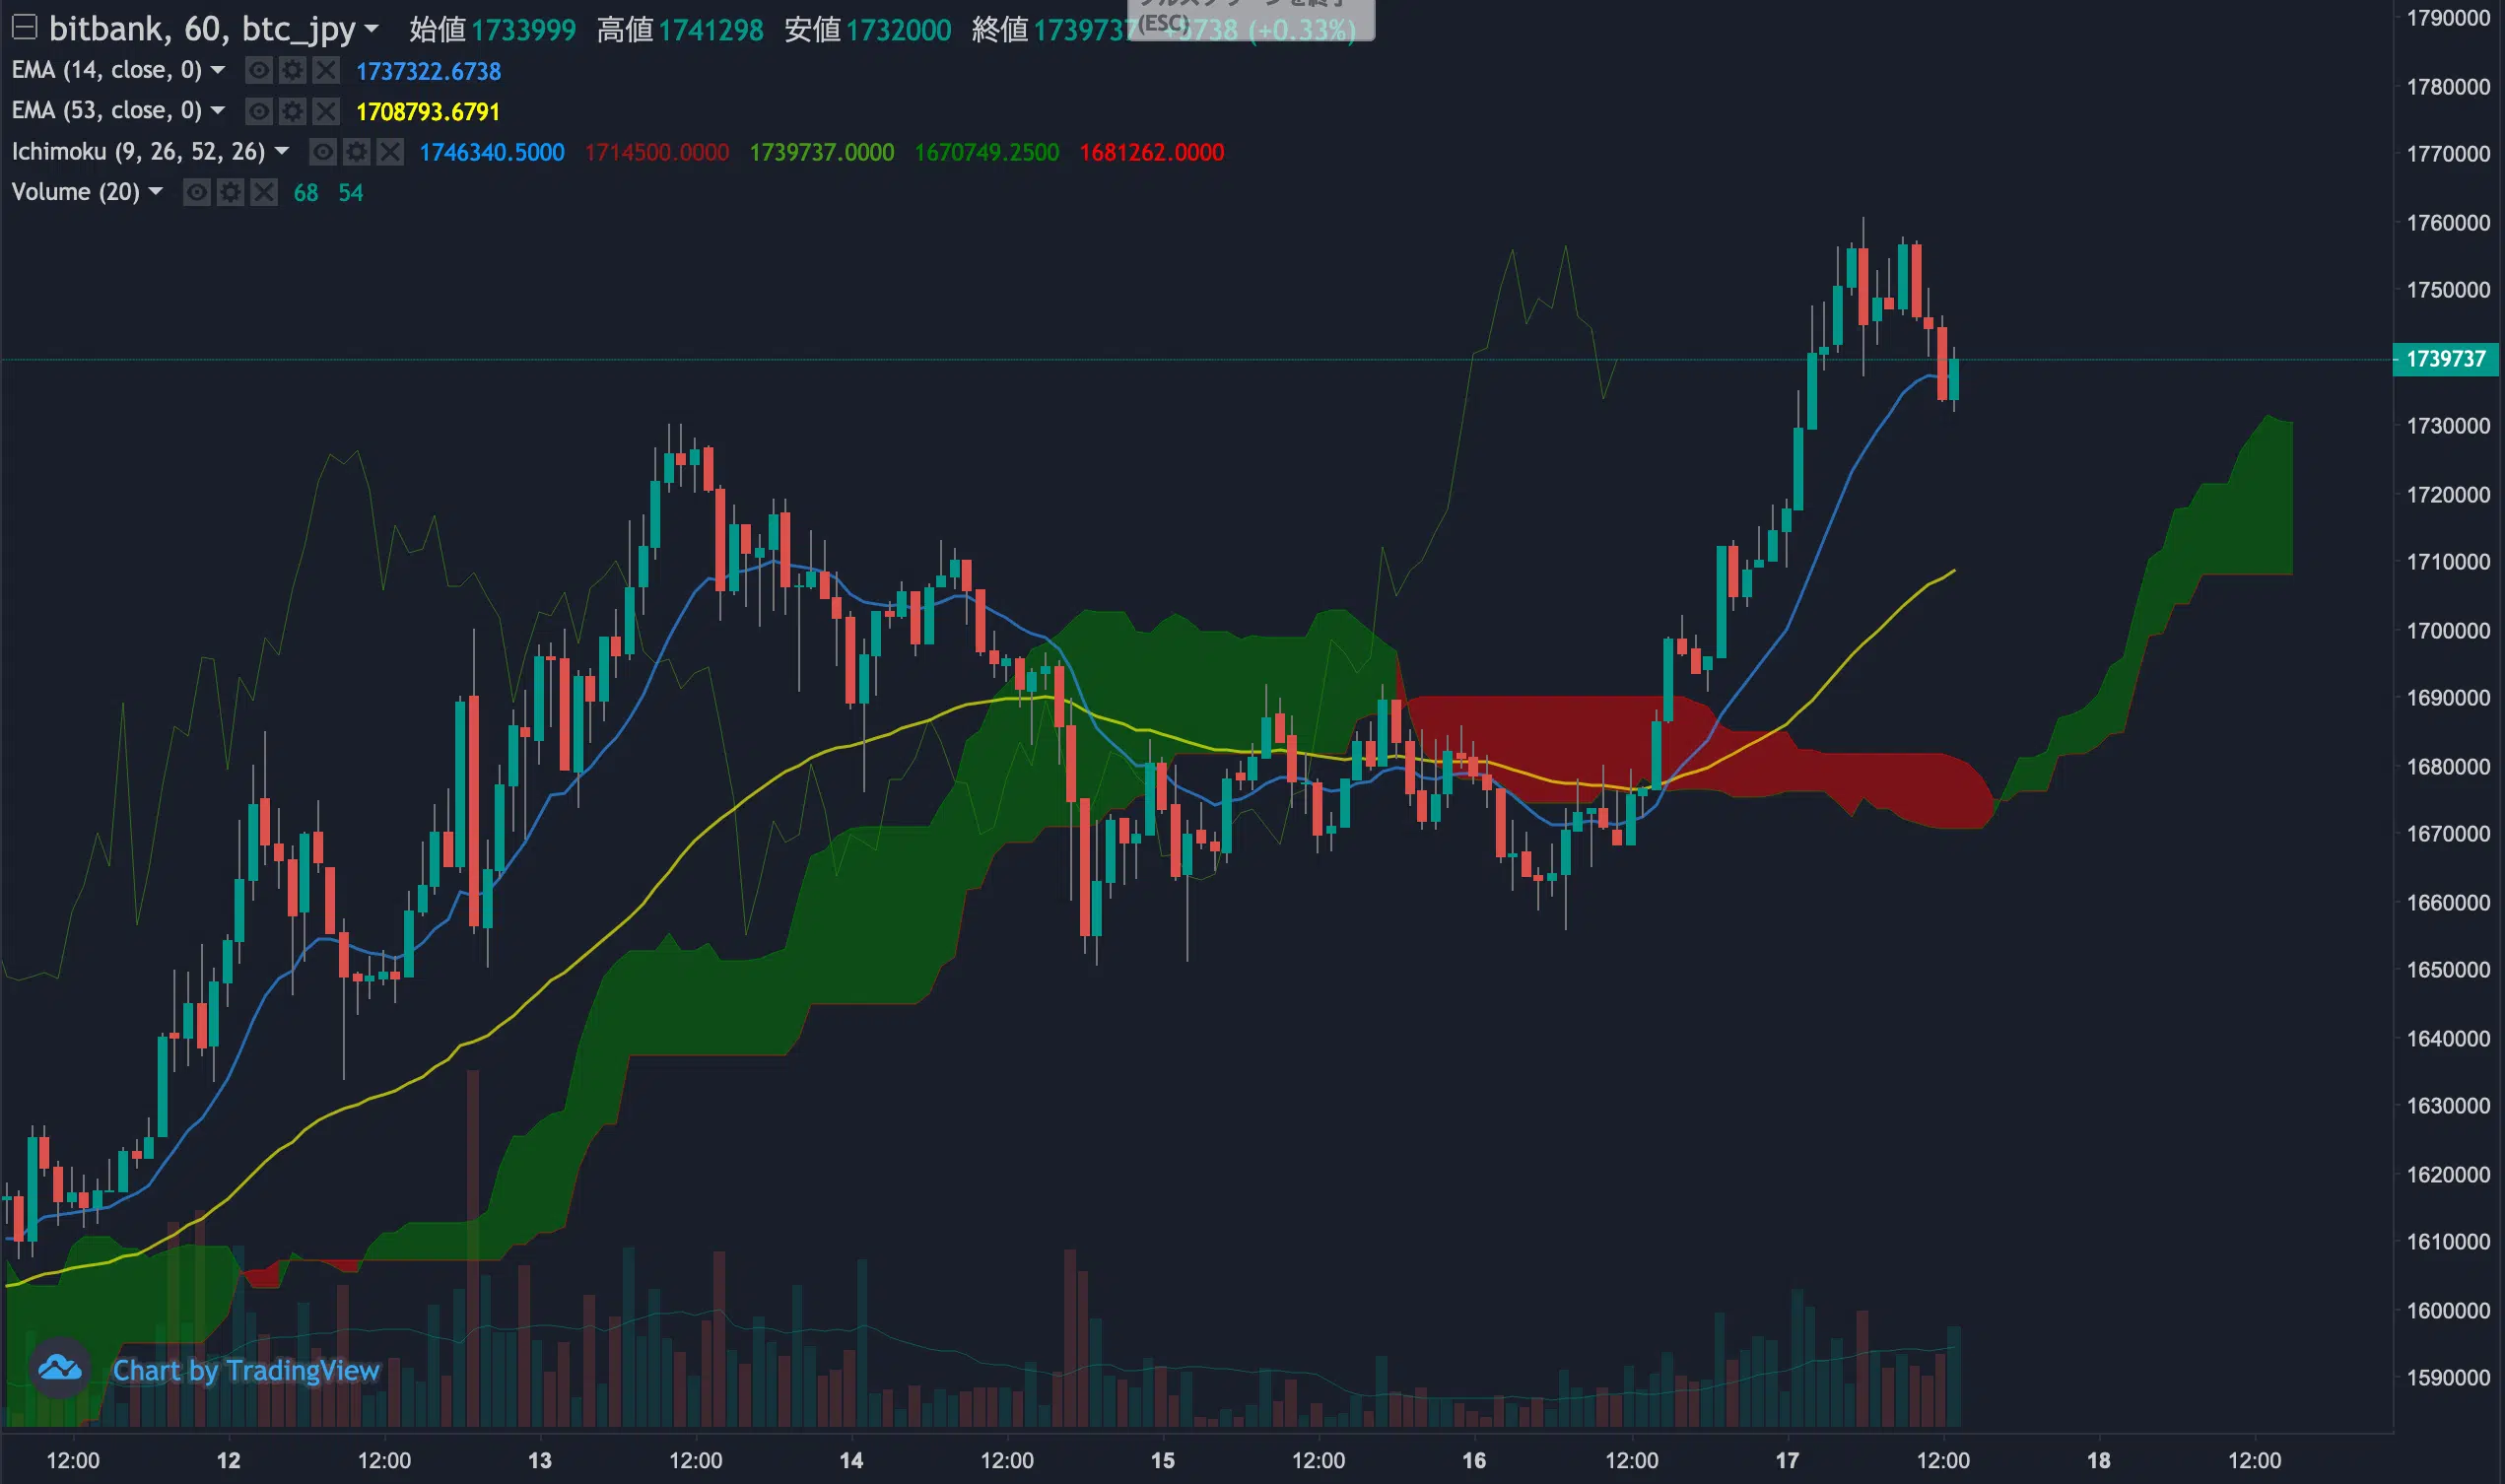 bitbank, 60, btc_jpy 始値 1733999 高値 1741298 安値 1732000 終値 1739737 +5738 (+0.33%)
(ESC)
EMA (14, close, 0) 1737322.6738
EMA (53, close, 0) 1708793.6791
Ichimoku (9, 26, 52, 26) 1746340.5000 1714500.0000 1739737.0000 1670749.2500 1681262.0000
Volume (20) 68 54
1790000
1780000
1770000
1760000
1750000
1739737
1730000
1720000
1710000
1700000
1690000
1680000
1670000
1660000
1650000
1640000
1630000
1620000
1610000
1600000
1590000
Chart by TradingView
12:00 12 12:00 13 12:00 14 12:00 15 12:00 16 12:00 17 12:00 18 12:00